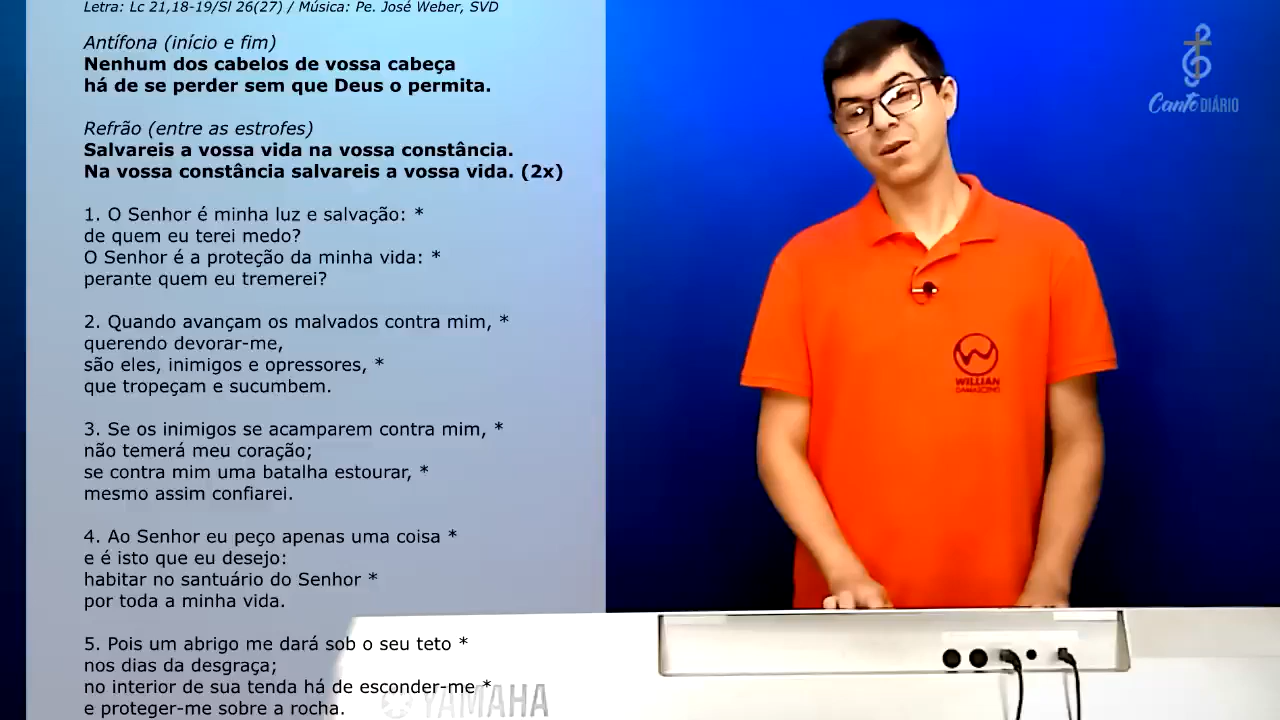 Letra: Lc 21,18-19/Sl 26(27) / Música: Pe. José Weber, SVD
Antífona (início e fim)
Nenhum dos cabelos de vossa cabeça
há de se perder sem que Deus o permita.
Refrão (entre as estrofes)
Salvareis a vossa vida na vossa constância.
Na vossa constância salvareis a vossa vida. (2x)
1. O Senhor é minha luz e salvação: *
de quem eu terei medo?
O Senhor é a proteção da minha vida: *
perante quem eu tremerei?
2. Quando avançam os malvados contra mim, *
querendo devorar-me,
são eles, inimigos e opressores, *
que tropeçam e sucumbem.
3. Se os inimigos se acamparem contra mim, *
não temerá meu coração;
se contra mim uma batalha estourar, *
mesmo assim confiarei.
4. Ao Senhor eu peço apenas uma coisa *
e é isto que eu desejo:
habitar no santuário do Senhor *
por toda a minha vida.
5. Pois um abrigo me dará sob o seu teto *
nos dias da desgraça;
no interior de sua tenda há de esconder-me *
e proteger-me sobre a rocha.
YAMAHA
Canto DIÁRIO
WILLIAN
DAMASCENO